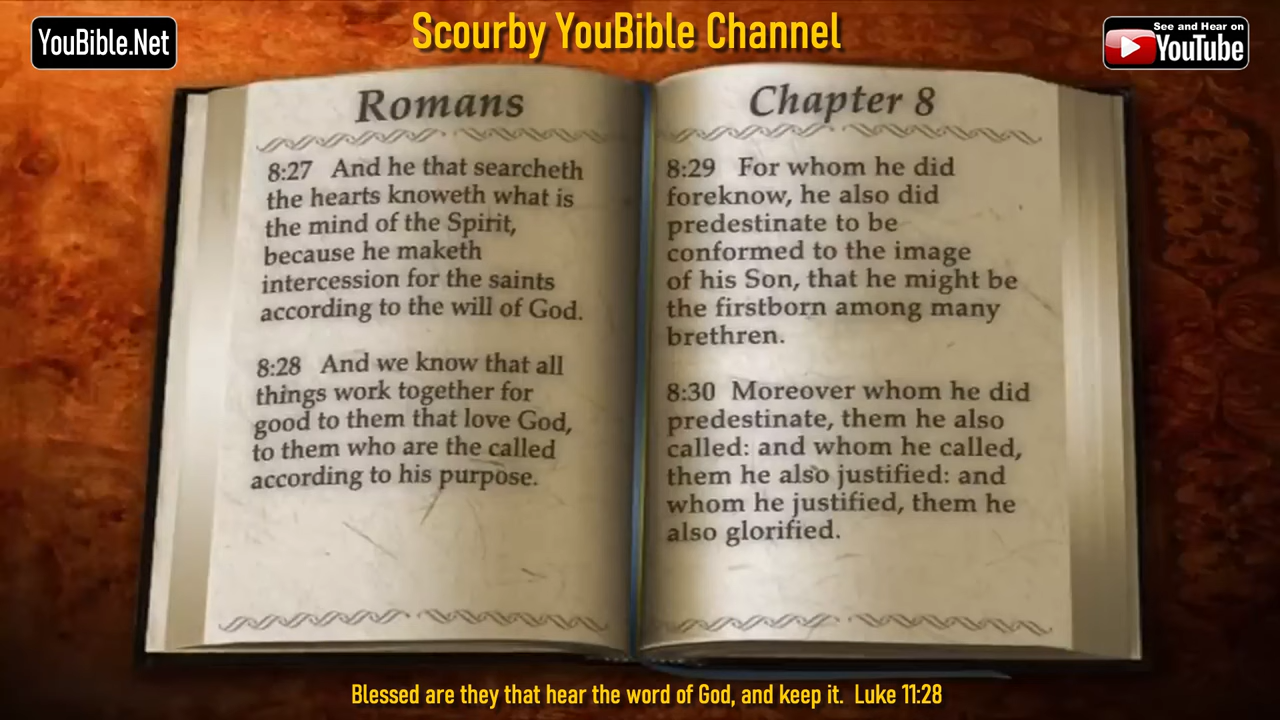 YouBible.Net
Scourby YouBible Channel
See and Hear on
YouTube
Romans
8:27 And he that searcheth
the hearts knoweth what is
the mind of the Spirit,
because he maketh
intercession for the saints
according to the will of God.
8:28 And we know that all
things work together for
good to them that love God,
to them who are the called
according to his purpose.
Chapter 8
8:29 For whom he did
foreknow, he also did
predestinate to be
conformed to the image
of his Son, that he might be
the firstborn among many
brethren.
8:30 Moreover whom he did
predestinate, them he also
called: and whom he called,
them he also justified: and
whom he justified, them he
also glorified.
Blessed are they that hear the word of God, and keep it. Luke 11:28